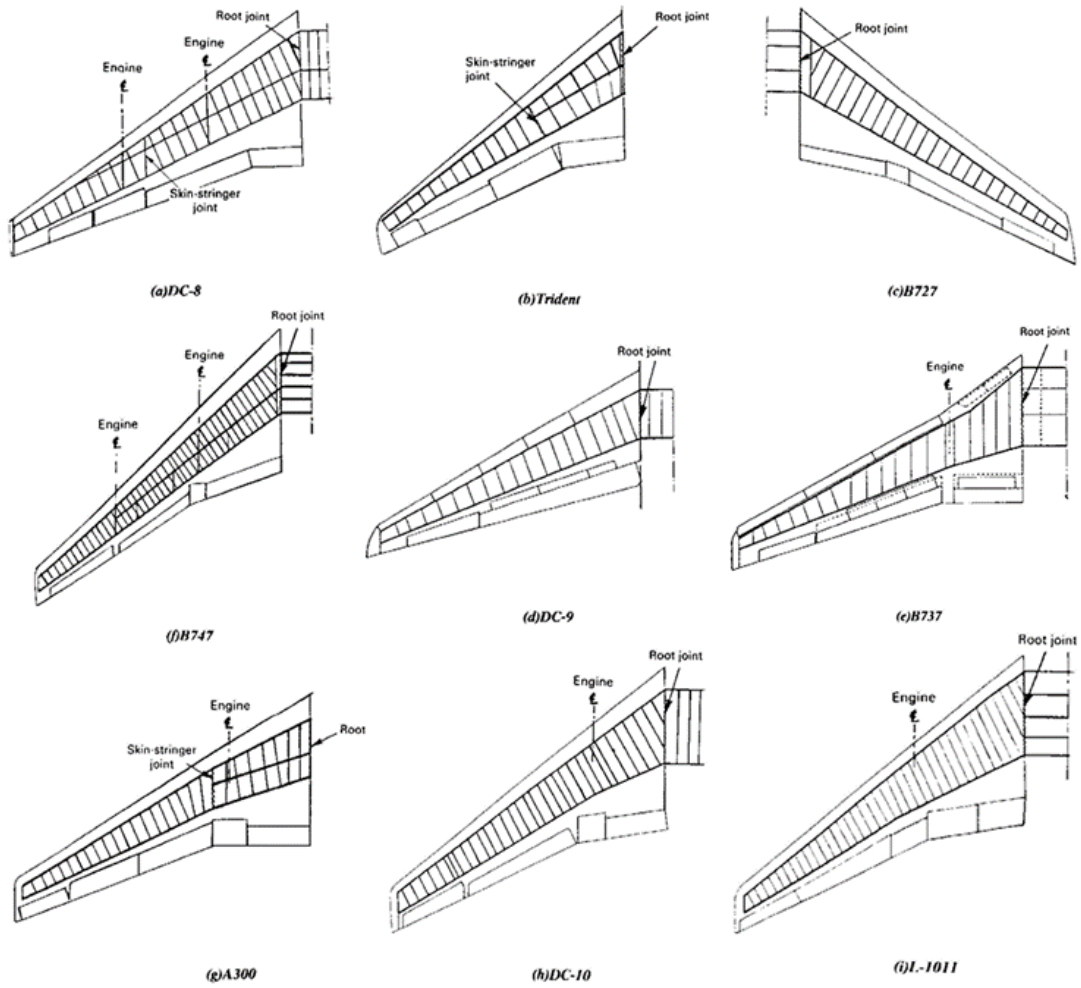 Root joint
Engine
℄
Engine
℄
Skin-stringer
joint
(a)DC-8
Root joint
Skin-stringer
joint
(b)Trident
Root joint
(c)B727
Root joint
Engine
℄
Engine
℄
(f)B747
Root joint
(d)DC-9
Root joint
Engine
℄
(e)B737
Engine
℄
Skin-stringer
joint
Root
(g)A300
Root joint
Engine
℄
(h)DC-10
Root joint
Engine
℄
(i)L-1011